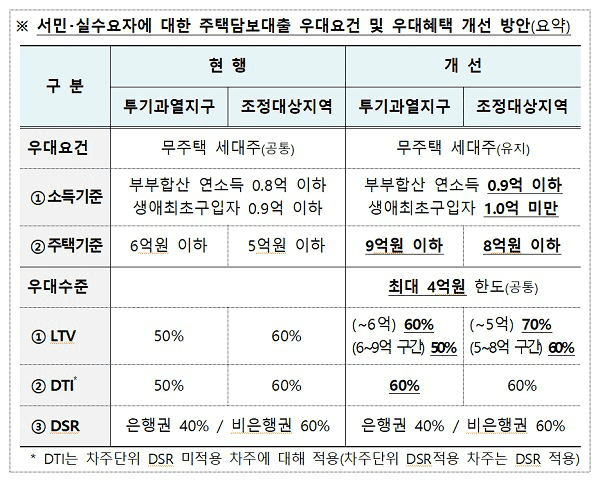 ※ 서민·실수요자에 대한 주택담보대출 우대요건 및 우대혜택 개선 방안(요약)
구 분 현 행 개 선
투기과열지구 조정대상지역 투기과열지구 조정대상지역
우대요건 무주택 세대주(공통) 무주택 세대주(유지)
① 소득기준 부부합산 연소득 0.8억 이하 부부합산 연소득 0.9억 이하
생애최초구입자 0.9억 이하 생애최초구입자 1.0억 미만
② 주택기준 6억원 이하 5억원 이하 9억원 이하 8억원 이하
우대수준 최대 4억원 한도(공통)
① LTV 50% 60% (~6억) 60% (~5억) 70%
(6~9억 구간) 50% (5~8억 구간) 60%
② DTI* 50% 60% 60% 60%
③ DSR 은행권 40% / 비은행권 60% 은행권 40% / 비은행권 60%
* DTI는 차주단위 DSR 미적용 차주에 대해 적용(차주단위 DSR적용 차주는 DSR 적용)